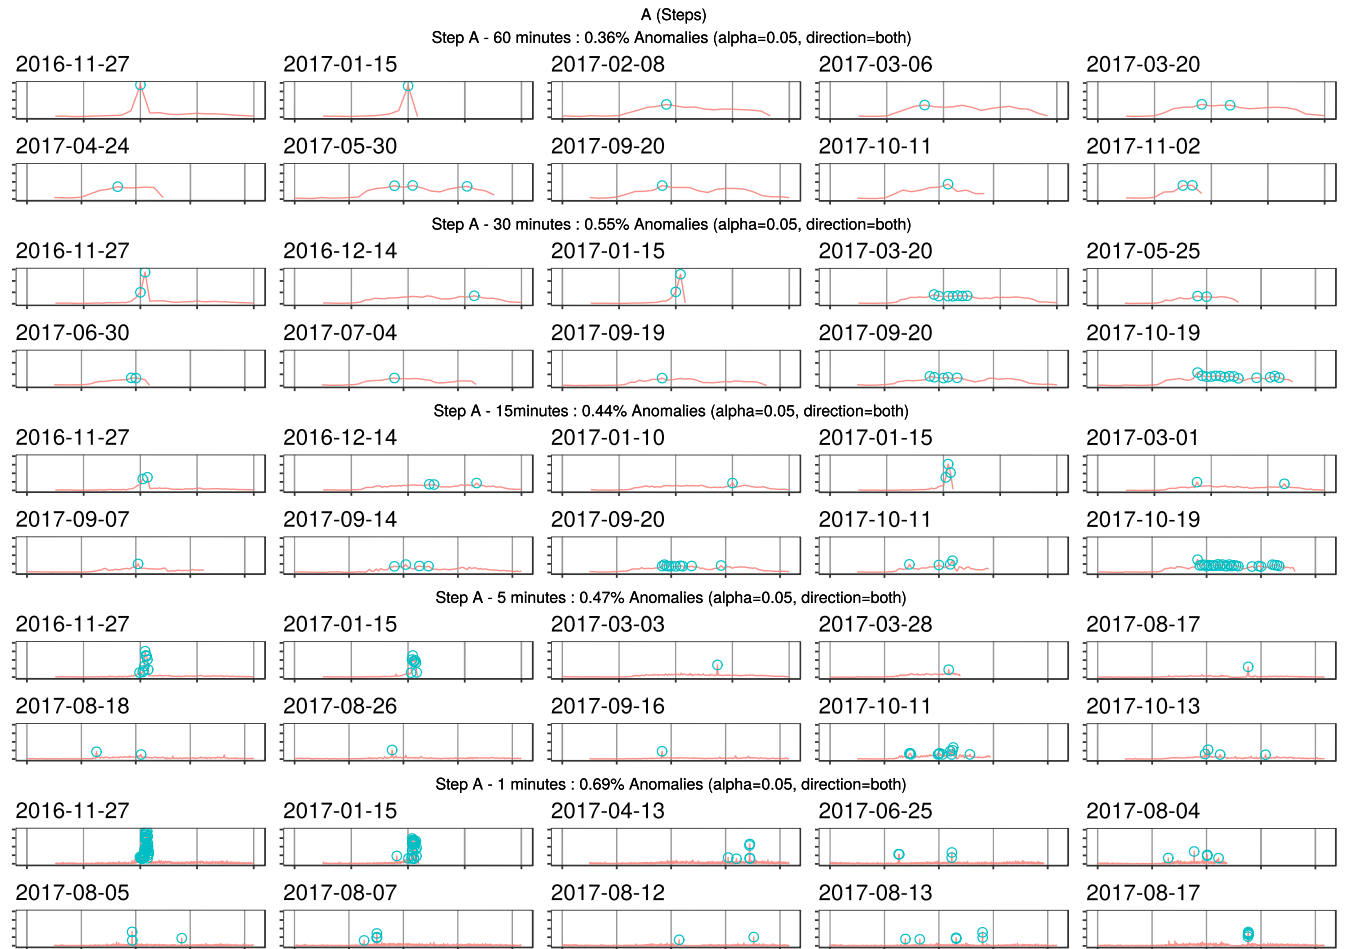 A (Steps)
Step A - 60 minutes : 0.36% Anomalies (alpha=0.05, direction=both)
2016-11-27 2017-01-15 2017-02-08 2017-03-06 2017-03-20
2017-04-24 2017-05-30 2017-09-20 2017-10-11 2017-11-02
Step A - 30 minutes : 0.55% Anomalies (alpha=0.05, direction=both)
2016-11-27 2016-12-14 2017-01-15 2017-03-20 2017-05-25
2017-06-30 2017-07-04 2017-09-19 2017-09-20 2017-10-19
Step A - 15minutes : 0.44% Anomalies (alpha=0.05, direction=both)
2016-11-27 2016-12-14 2017-01-10 2017-01-15 2017-03-01
2017-09-07 2017-09-14 2017-09-20 2017-10-11 2017-10-19
Step A - 5 minutes : 0.47% Anomalies (alpha=0.05, direction=both)
2016-11-27 2017-01-15 2017-03-03 2017-03-28 2017-08-17
2017-08-18 2017-08-26 2017-09-16 2017-10-11 2017-10-13
Step A - 1 minutes : 0.69% Anomalies (alpha=0.05, direction=both)
2016-11-27 2017-01-15 2017-04-13 2017-06-25 2017-08-04
2017-08-05 2017-08-07 2017-08-12 2017-08-13 2017-08-17